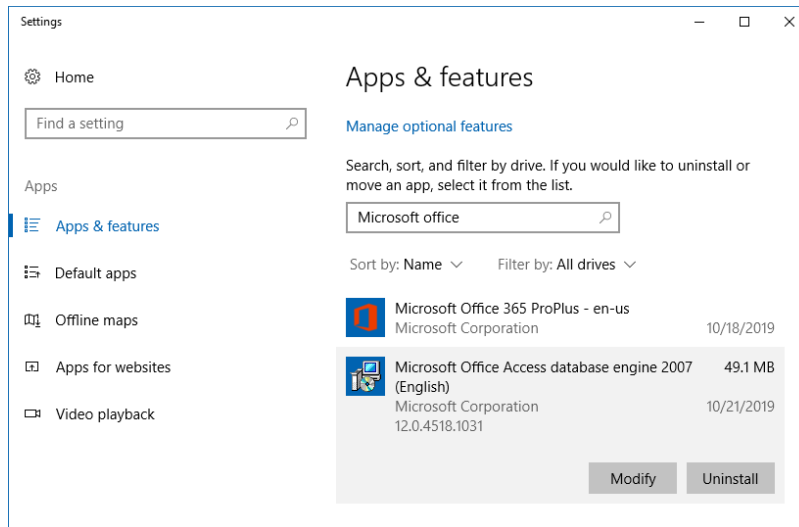 Settings
Home
Find a setting
Apps
Apps & features
Default apps
Offline maps
Apps for websites
Video playback
Apps & features
Manage optional features
Search, sort, and filter by drive. If you would like to uninstall or
move an app, select it from the list.
Microsoft office
Sort by: Name Filter by: All drives
Microsoft Office 365 ProPlus - en-us
Microsoft Corporation 10/18/2019
Microsoft Office Access database engine 2007 49.1 MB
(English)
Microsoft Corporation 10/21/2019
12.0.4518.1031
Modify Uninstall